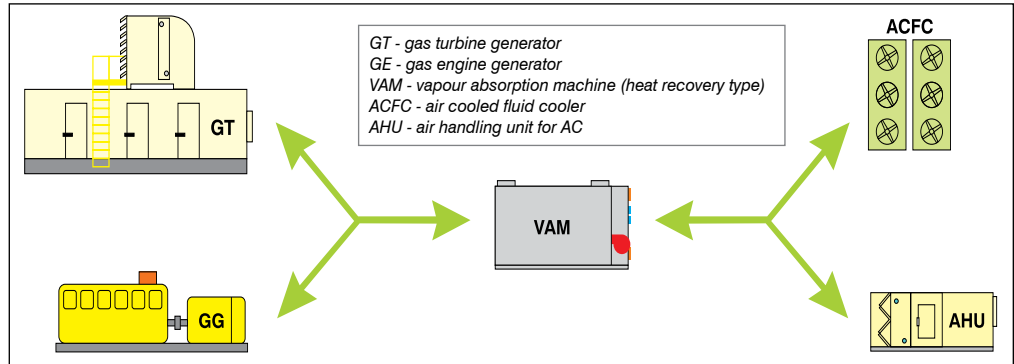 GT - gas turbine generator
GE - gas engine generator
VAM - vapour absorption machine (heat recovery type)
ACFC - air cooled fluid cooler
AHU - air handling unit for AC
ACFC
GT
VAM
GG
AHU